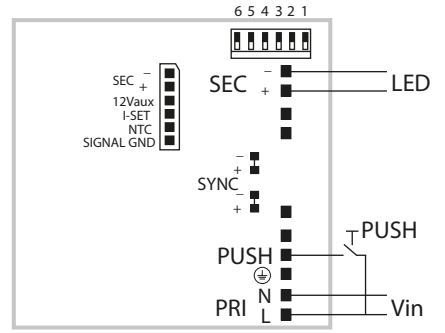 6 5 4 3 2 1
SEC −
+
12Vaux
I-SET
NTC
SIGNAL GND
SEC −
+
LED
SYNC
−
+
−
+
PUSH
PUSH
PRI N
L
Vin